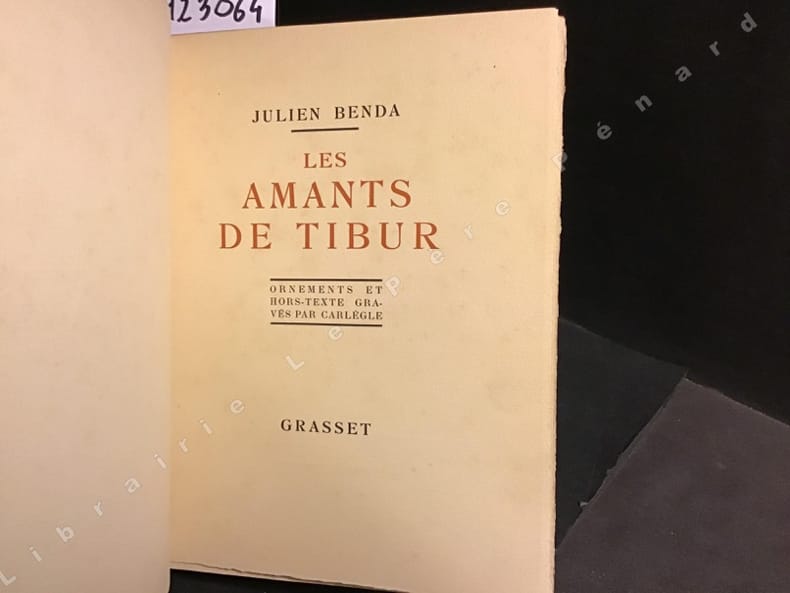 123064
JULIEN BENDA
LES
AMANTS
DE TIBUR
ORNEMENTS ET
HORS-TEXTE GRA-
VÉS PAR CARLÈGLE
GRASSET
Librairie Le Père Pénard